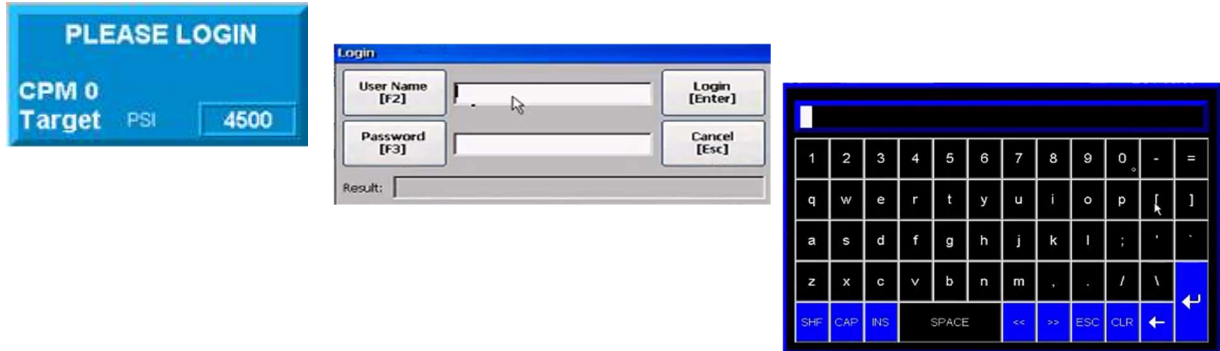 PLEASE LOGIN
CPM 0
Target PSI 4500
Login
User Name [F2]
Login [Enter]
Password [F3]
Cancel [Esc]
Result:
1 2 3 4 5 6 7 8 9 0 - =
q w e r t y u i o p [ ]
a s d f g h j k l ; ' `
z x c v b n m , . / \
SHF CAP INS SPACE << >> ESC CLR ←